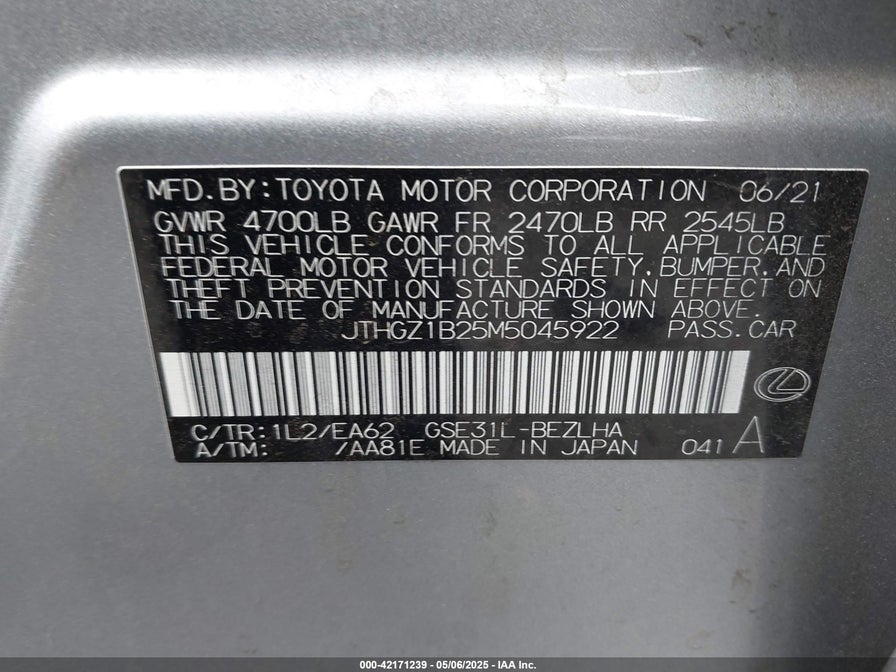 MFD.BY:TOYOTA MOTOR CORPORATION 06/21
GVWR 4700LB GAWR FR 2470LB RR 2545LB
THIS VEHICLE CONFORMS TO ALL APPLICABLE
FEDERAL MOTOR VEHICLE SAFETY,BUMPER,AND
THEFT PREVENTION STANDARDS IN EFFECT ON
THE DATE OF MANUFACTURE SHOWN ABOVE.
JTHGZ1B25M5045922 PASS.CAR
C/TR:1L2/EA62 GSE31L-BEZLHA
A/TM: /AA81E MADE IN JAPAN 041 A
000-42171239 - 05/06/2025 - IAA Inc.